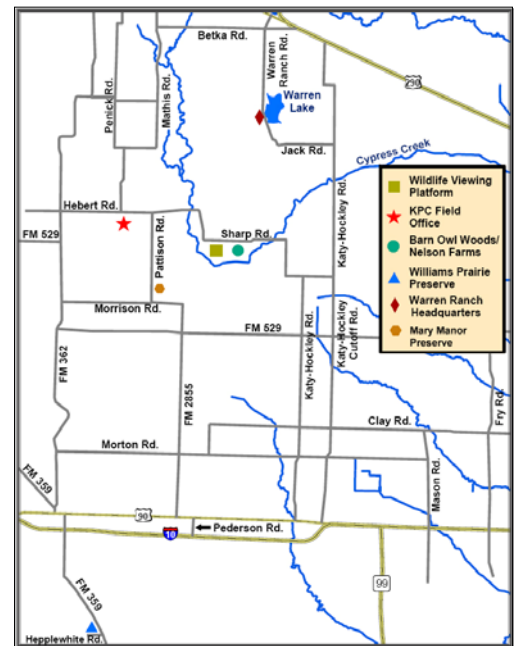 Betka Rd.
Warren
Ranch Rd.
290
Penick Rd.
Mathis Rd.
Warren
Lake
Jack Rd.
Cypress Creek
Katy-Hockley Rd.
Wildlife Viewing
Platform
KPC Field
Office
Barn Owl Woods/
Nelson Farms
Williams Prairie
Preserve
Warren Ranch
Headquarters
Mary Manor
Preserve
Hebert Rd.
FM 529
Pattison Rd.
Sharp Rd.
Morrison Rd.
FM 529
Katy-Hockley Rd.
Katy-Hockley
Cutoff Rd.
FM 362
FM 2855
Fry Rd.
Clay Rd.
Morton Rd.
Mason Rd.
FM 359
90
10
Pederson Rd.
99
FM 359
Hepplewhite Rd.